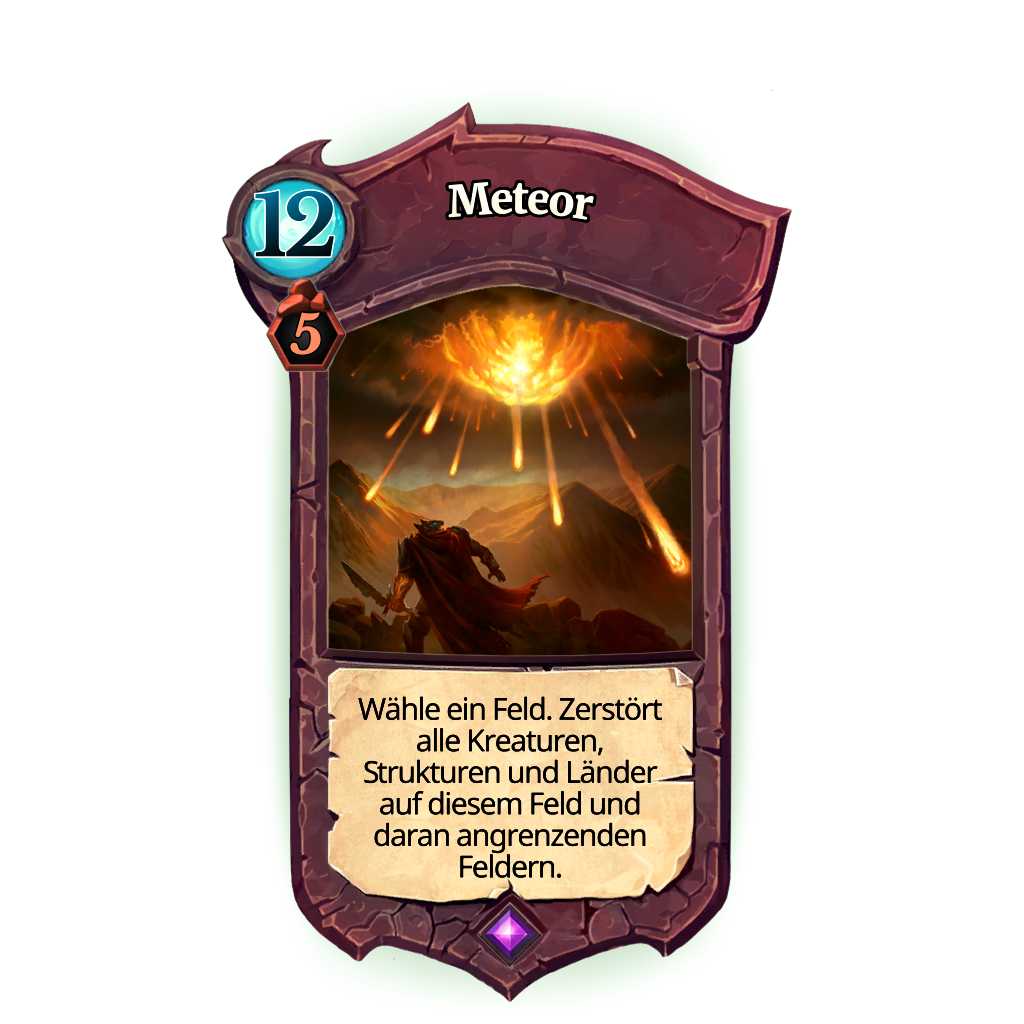 Meteor
12
5
Wähle ein Feld. Zerstört
alle Kreaturen,
Strukturen und Länder
auf diesem Feld und
daran angrenzenden
Feldern.